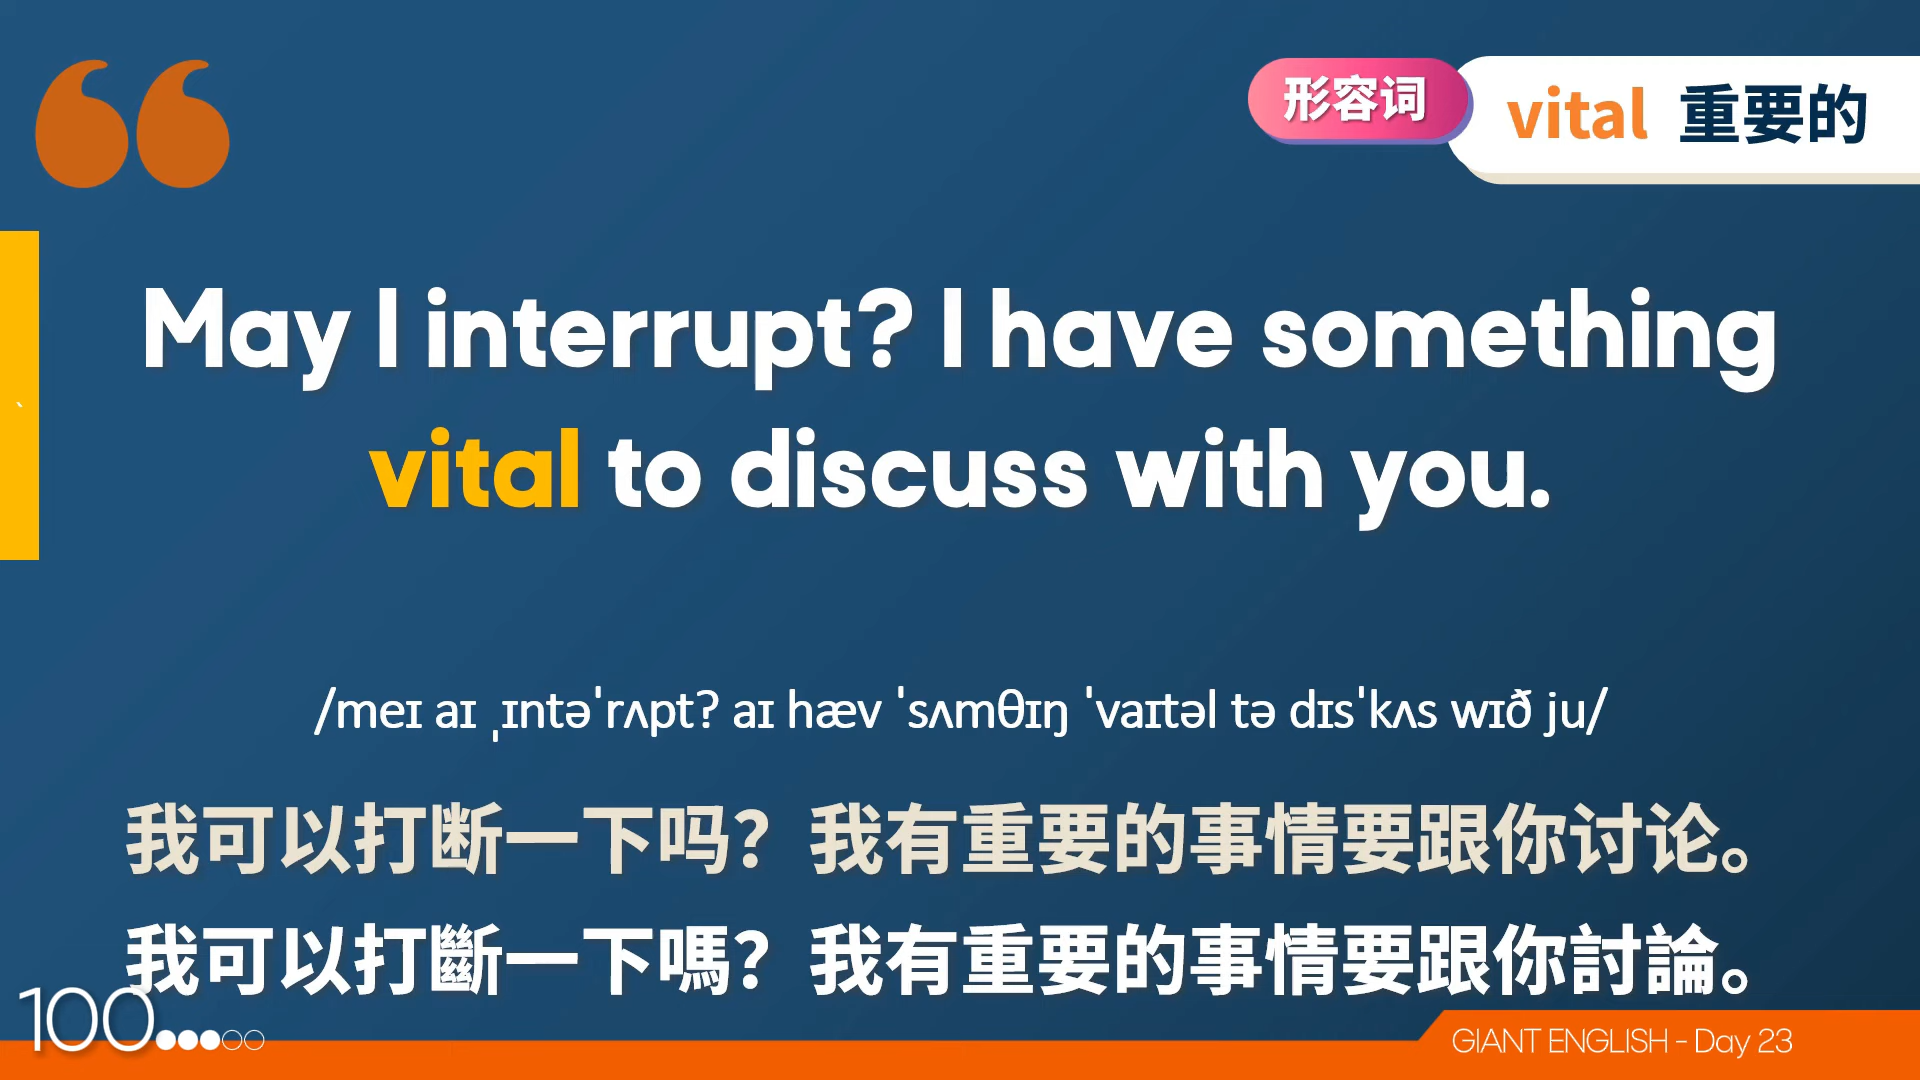 形容词
vital 重要的
May I interrupt? I have something
vital to discuss with you.
/meɪ aɪ ˌɪntəˈrʌpt? aɪ hæv ˈsʌmθɪŋ ˈvaɪtəl tə dɪsˈkʌs wɪð ju/
我可以打断一下吗？我有重要的事情要跟你讨论。
我可以打斷一下嗎？我有重要的事情要跟你討論。
100
GIANT ENGLISH - Day 23